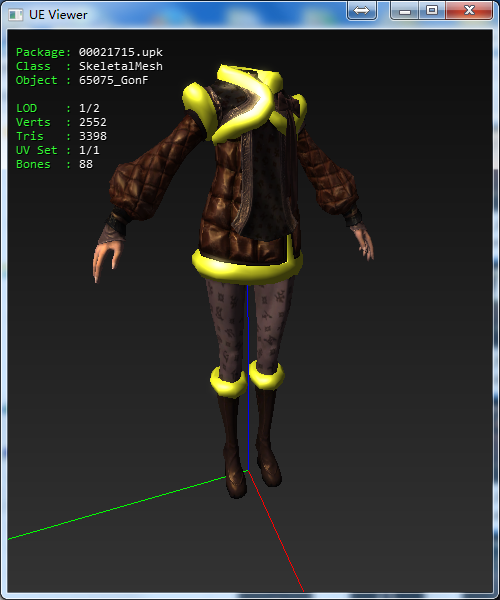 UE Viewer
Package: 00021715.upk
Class : SkeletalMesh
Object : 65075_GonF
LOD : 1/2
Verts : 2552
Tris : 3398
UV Set : 1/1
Bones : 88